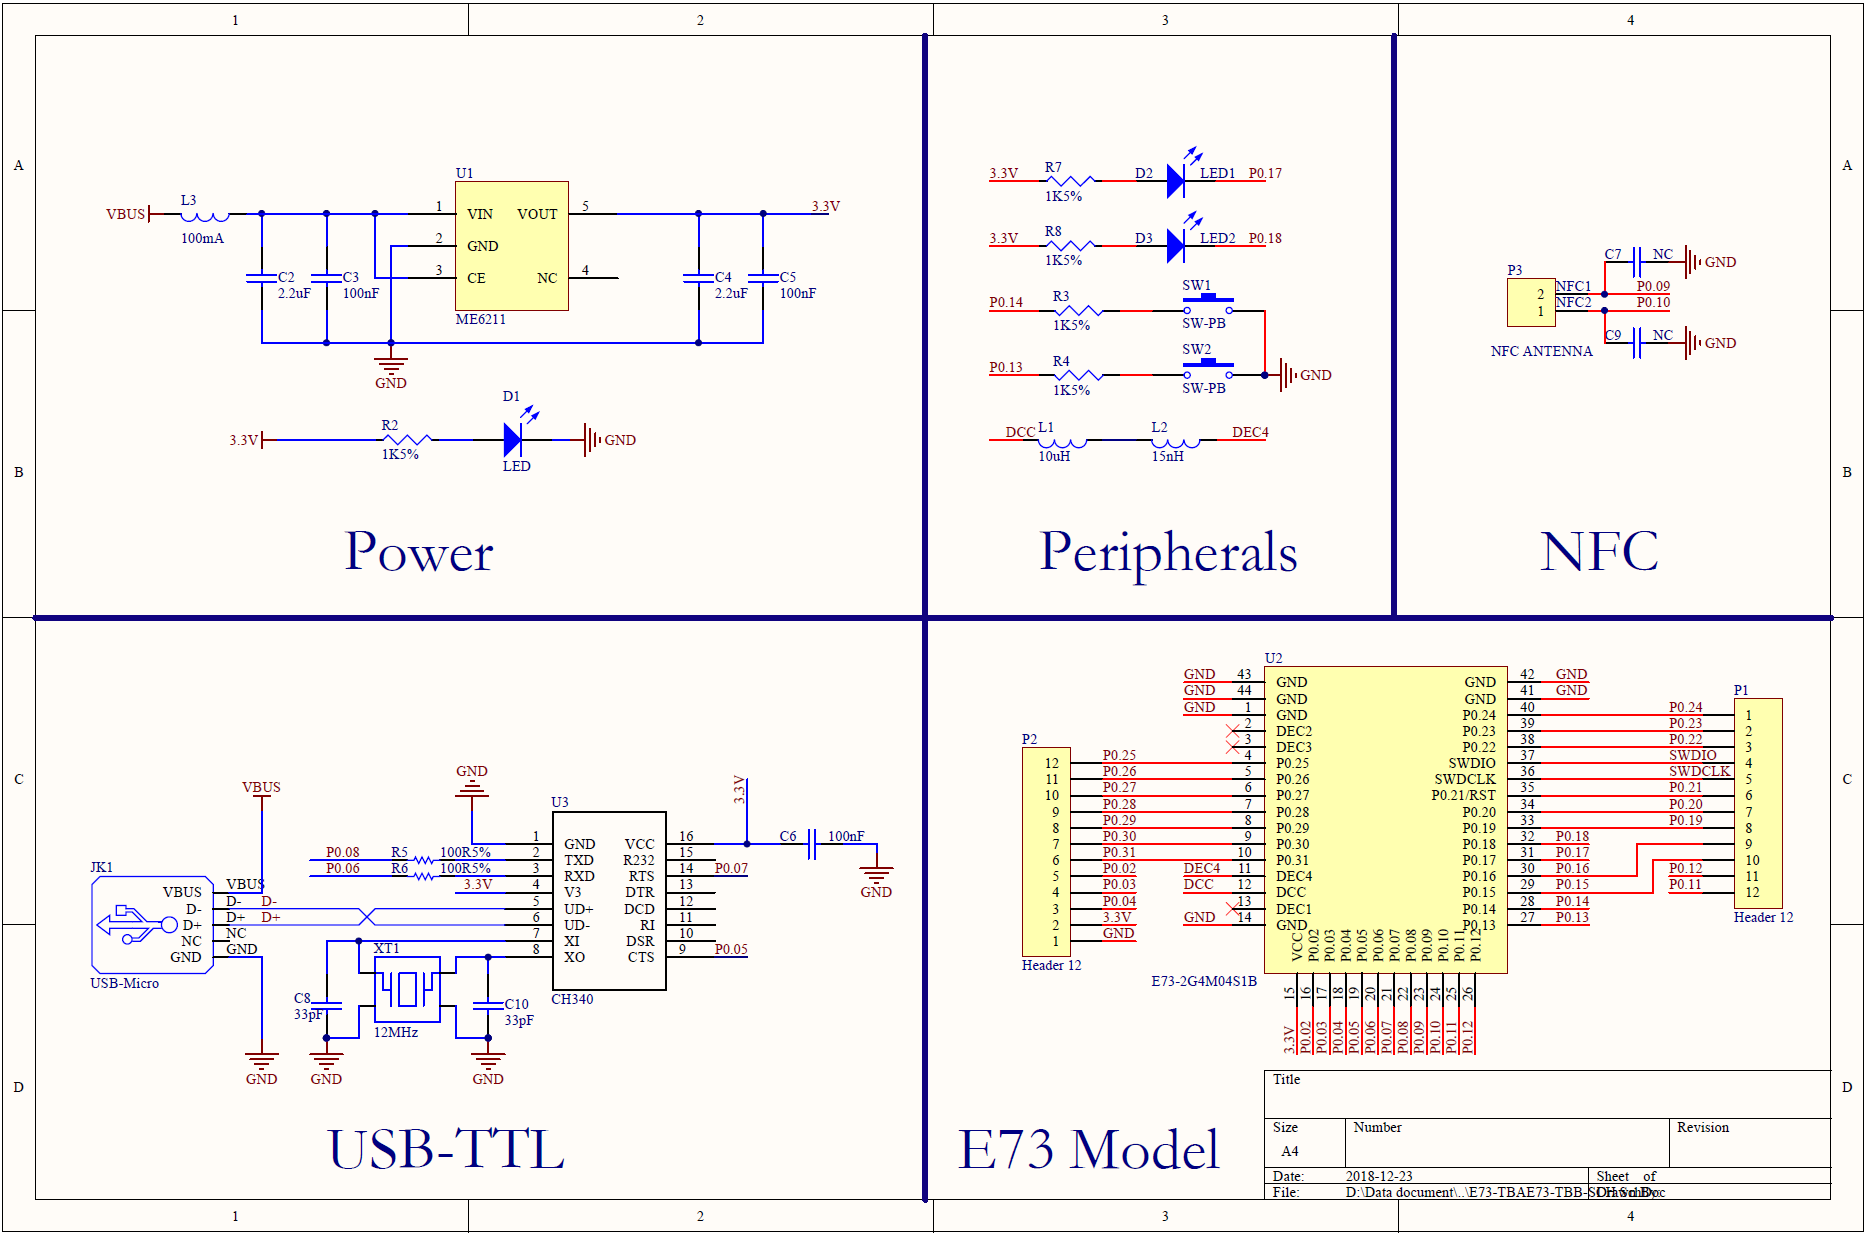 1 2 3 4
A A
B B
C C
D D
1 2 3 4
VBUS
L3
100mA
C2
2.2uF
C3
100nF
U1
1 VIN VOUT 5
2 GND
3 CE NC 4
ME6211
GND
3.3V
C4
2.2uF
C5
100nF
3.3V
R2
1K5%
D1
LED
GND
Power
3.3V
R7
1K5%
D2
LED1
P0.17
3.3V
R8
1K5%
D3
LED2
P0.18
P0.14
R3
1K5%
SW1
SW-PB
P0.13
R4
1K5%
SW2
SW-PB
GND
DCC
L1
10uH
L2
15nH
DEC4
Peripherals
P3
2
1
NFC1
NFC2
C7
NC
GND
P0.09
P0.10
C9
NC
GND
NFC ANTENNA
NFC
VBUS
JK1
VBUS VBUS
D- D- D-
D+ D+ D+
NC NC
GND GND
USB-Micro
GND
GND
P0.08 R5 100R5%
P0.06 R6 100R5%
3.3V
U3
1 GND VCC 16
2 TXD R232 15
3 RXD RTS 14 P0.07
4 V3 DTR 13
5 UD+ DCD 12
6 UD- RI 11
7 XI DSR 10
8 XO CTS 9 P0.05
CH340
XT1
12MHz
C8
33pF
GND
C10
33pF
GND
3.3V
C6
100nF
GND
USB-TTL
P2
12 P0.25
11 P0.26
10 P0.27
9 P0.28
8 P0.29
7 P0.30
6 P0.31
5 P0.02
4 P0.03
3 P0.04
2 3.3V
1 GND
Header 12
U2
GND 43 GND GND 42 GND
GND 44 GND GND 41 GND
GND 1 GND P0.24 40
2 DEC2 P0.23 39
3 DEC3 P0.22 38
4 P0.25 SWDIO 37
5 P0.26 SWDCLK 36
6 P0.27 P0.21/RST 35
7 P0.28 P0.20 34
8 P0.29 P0.19 33
9 P0.30 P0.18 32 P0.18
10 P0.31 P0.17 31 P0.17
DEC4 11 DEC4 P0.16 30 P0.16
DCC 12 DCC P0.15 29 P0.15
13 DEC1 P0.14 28 P0.14
GND 14 GND P0.13 27 P0.13
VCC P0.02 P0.03 P0.04 P0.05 P0.06 P0.07 P0.08 P0.09 P0.10 P0.11 P0.12
15 16 17 18 19 20 21 22 23 24 25 26
3.3V P0.02 P0.03 P0.04 P0.05 P0.06 P0.07 P0.08 P0.09 P0.10 P0.11 P0.12
E73-2G4M04S1B
P1
P0.24 1
P0.23 2
P0.22 3
SWDIO 4
SWDCLK 5
P0.21 6
P0.20 7
P0.19 8
9
10
P0.12 11
P0.11 12
Header 12
E73 Model
Title
Size Number Revision
A4
Date: 2018-12-23 Sheet of
File: D:\Data document\..\E73-TBAE73-TBB-